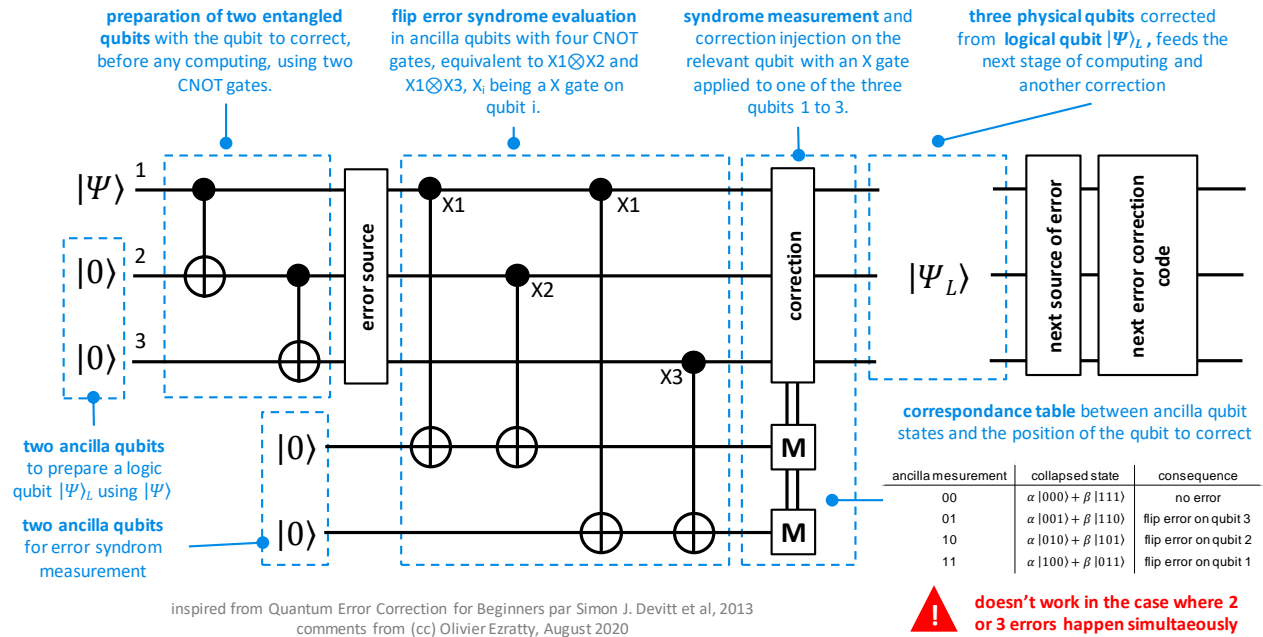 preparation of two entangled
qubits with the qubit to correct,
before any computing, using two
CNOT gates.
flip error syndrome evaluation
in ancilla qubits with four CNOT
gates, equivalent to X1⊗X2 and
X1⊗X3, Xᵢ being a X gate on
qubit i.
syndrome measurement and
correction injection on the
relevant qubit with an X gate
applied to one of the three
qubits 1 to 3.
three physical qubits corrected
from logical qubit |Ψ⟩L, feeds the
next stage of computing and
another correction
|Ψ⟩ 1
|0⟩ 2
|0⟩ 3
error source
X1
X2
X1
X3
correction
|ΨL⟩
next source of error
next error correction
code
|0⟩
M
|0⟩
M
two ancilla qubits
to prepare a logic
qubit |Ψ⟩L using |Ψ⟩
two ancilla qubits
for error syndrom
measurement
correspondance table between ancilla qubit
states and the position of the qubit to correct
ancilla mesurement collapsed state consequence
00 α |000⟩ + β |111⟩ no error
01 α |001⟩ + β |110⟩ flip error on qubit 3
10 α |010⟩ + β |101⟩ flip error on qubit 2
11 α |100⟩ + β |011⟩ flip error on qubit 1
! doesn't work in the case where 2
or 3 errors happen simultaeously
inspired from Quantum Error Correction for Beginners par Simon J. Devitt et al, 2013
comments from (cc) Olivier Ezratty, August 2020